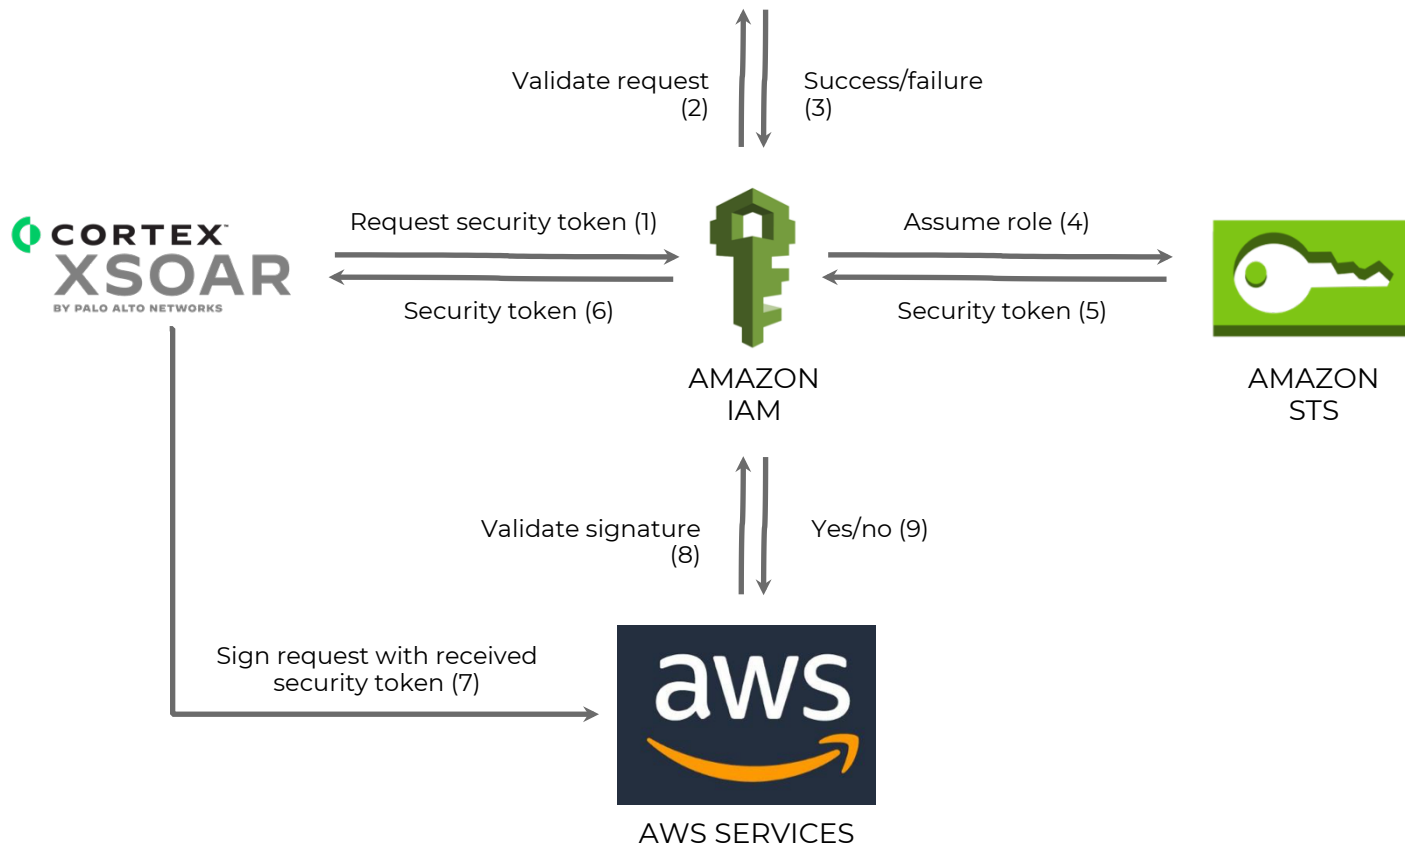 Validate request
(2)
Success/failure
(3)
Request security token (1)
Assume role (4)
CORTEX™
XSOAR
BY PALO ALTO NETWORKS
Security token (6)
Security token (5)
AMAZON
IAM
AMAZON
STS
Validate signature
(8)
Yes/no (9)
Sign request with received
security token (7)
aws
AWS SERVICES